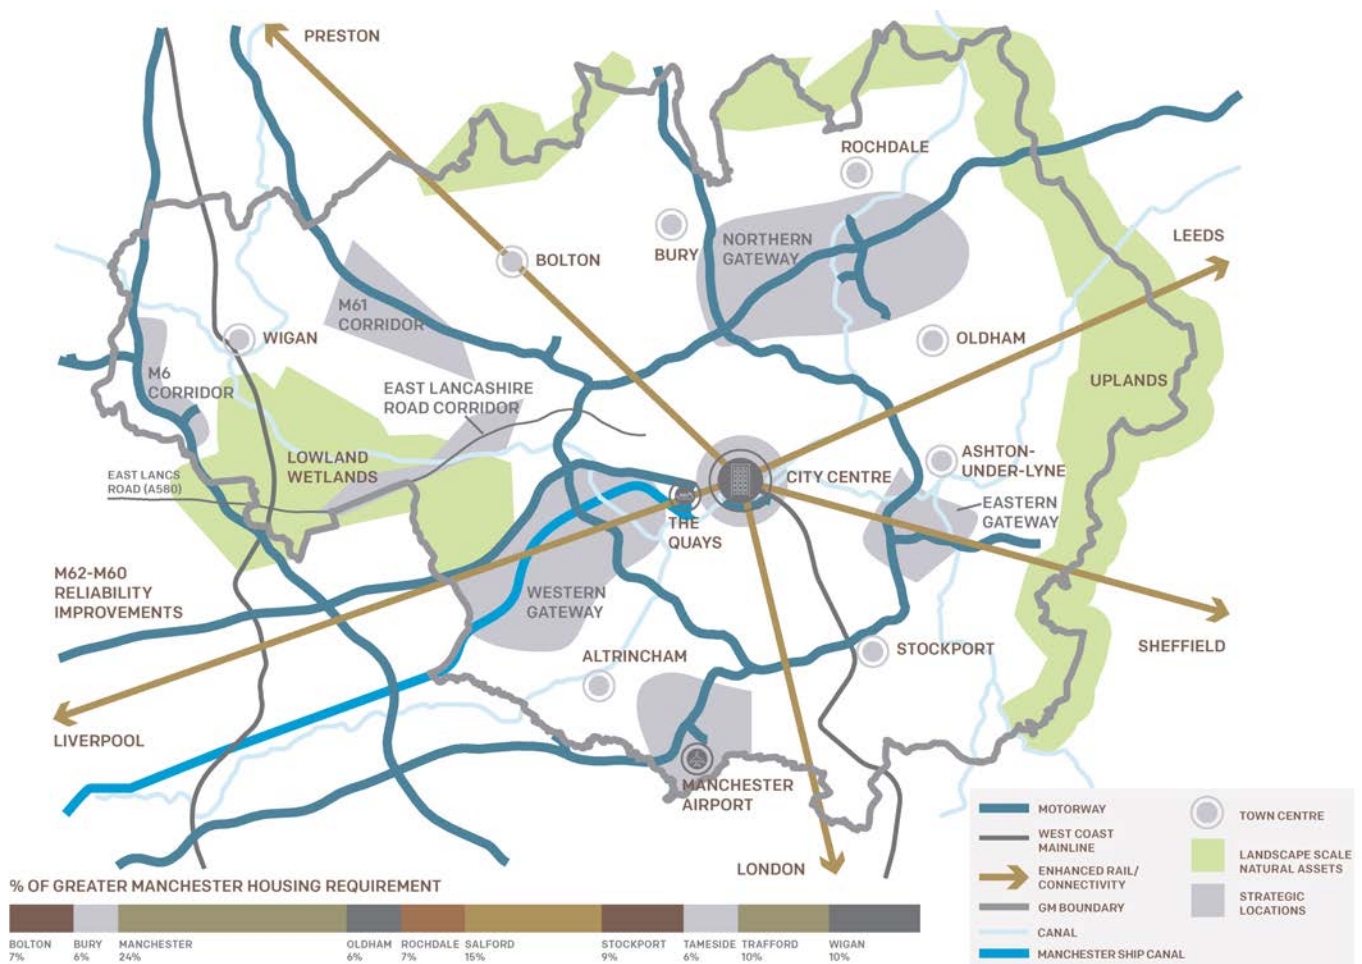 PRESTON
ROCHDALE
BURY
NORTHERN
GATEWAY
LEEDS
BOLTON
M61
CORRIDOR
WIGAN
OLDHAM
M6
CORRIDOR
EAST LANCASHIRE
ROAD CORRIDOR
UPLANDS
LOWLAND
WETLANDS
EAST LANCS
ROAD (A580)
CITY CENTRE
ASHTON-
UNDER-LYNE
EASTERN
GATEWAY
THE
QUAYS
M62-M60
RELIABILITY
IMPROVEMENTS
WESTERN
GATEWAY
ALTRINCHAM
STOCKPORT
SHEFFIELD
LIVERPOOL
MANCHESTER
AIRPORT
LONDON
MOTORWAY
WEST COAST
MAINLINE
ENHANCED RAIL/
CONNECTIVITY
GM BOUNDARY
CANAL
MANCHESTER SHIP CANAL
TOWN CENTRE
LANDSCAPE SCALE
NATURAL ASSETS
STRATEGIC
LOCATIONS
% OF GREATER MANCHESTER HOUSING REQUIREMENT
BOLTON BURY MANCHESTER OLDHAM ROCHDALE SALFORD STOCKPORT TAMESIDE TRAFFORD WIGAN
7% 6% 24% 6% 7% 15% 9% 6% 10% 10%